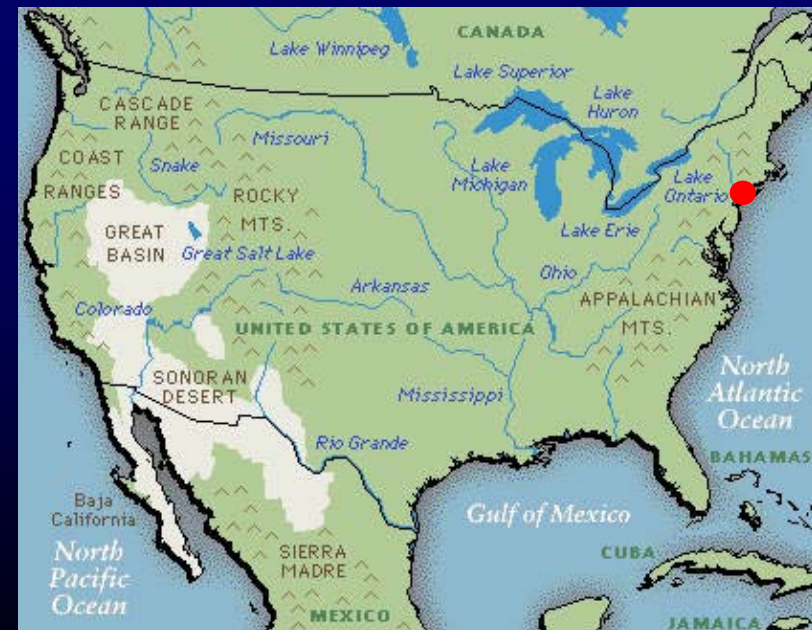 CANADA
Lake Winnipeg
Lake Superior
Lake
Huron
CASCADE
RANGE
Missouri
COAST
Snake
Lake
Michigan
Lake
Ontario
RANGES
ROCKY
MTS.
GREAT
BASIN
Great Salt Lake
Lake Erie
Ohio
Arkansas
APPALACHIAN
MTS.
Colorado
UNITED STATES OF AMERICA
SONORAN
DESERT
Mississippi
North
Atlantic
Ocean
Rio Grande
BAHAMAS
Baja
California
Gulf of Mexico
North
Pacific
Ocean
SIERRA
MADRE
CUBA
MEXICO
JAMAICA